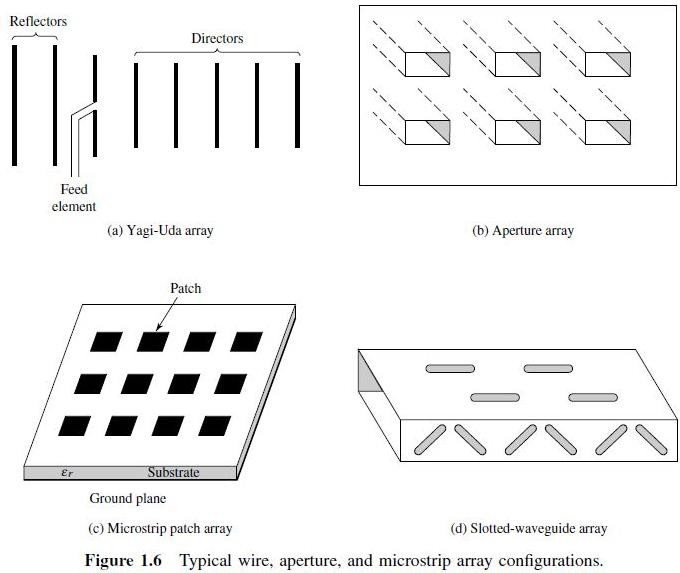 Reflectors
Directors
Feed
element
(a) Yagi-Uda array
(b) Aperture array
Patch
εr
Substrate
Ground plane
(c) Microstrip patch array
(d) Slotted-waveguide array
Figure 1.6 Typical wire, aperture, and microstrip array configurations.